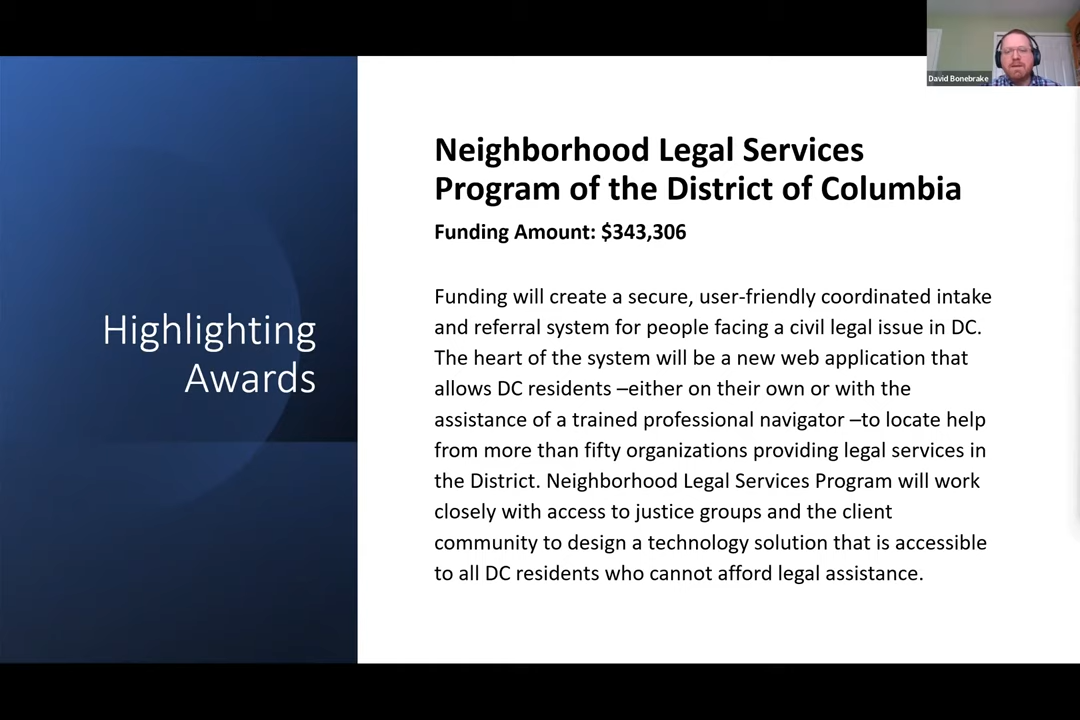 David Bonebrake
Highlighting
Awards
Neighborhood Legal Services
Program of the District of Columbia
Funding Amount: $343,306
Funding will create a secure, user-friendly coordinated intake
and referral system for people facing a civil legal issue in DC.
The heart of the system will be a new web application that
allows DC residents –either on their own or with the
assistance of a trained professional navigator –to locate help
from more than fifty organizations providing legal services in
the District. Neighborhood Legal Services Program will work
closely with access to justice groups and the client
community to design a technology solution that is accessible
to all DC residents who cannot afford legal assistance.